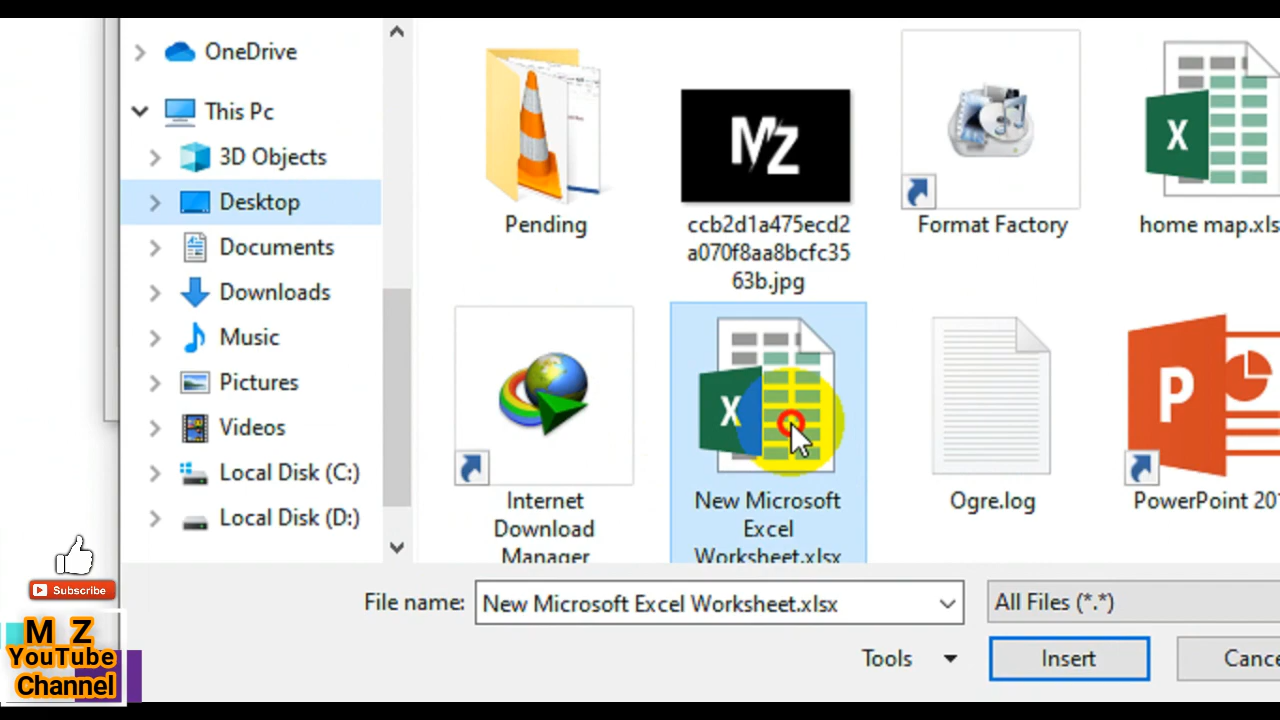 OneDrive
This Pc
3D Objects
Desktop
Documents
Downloads
Music
Pictures
Videos
Local Disk (C:)
Local Disk (D:)
Pending
MZ
ccb2d1a475ecd2
a070f8aa8bcfc35
63b.jpg
Format Factory
X
home map.xls
Internet
Download
Manager
X
New Microsoft
Excel
Worksheet.xlsx
Ogre.log
P
PowerPoint 201
File name:
New Microsoft Excel Worksheet.xlsx
All Files (*.*)
Tools
Insert
Cance
Subscribe
M Z
YouTube
Channel